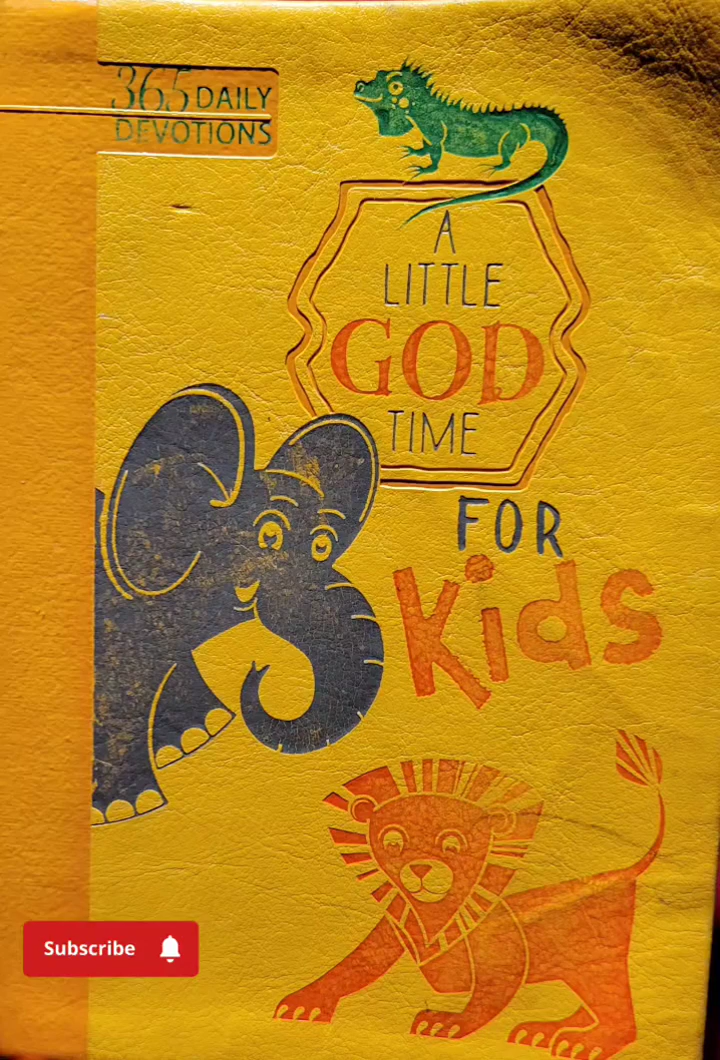 365 DAILY
DEVOTIONS
A
LITTLE
GOD
TIME
FOR
Kids
Subscribe